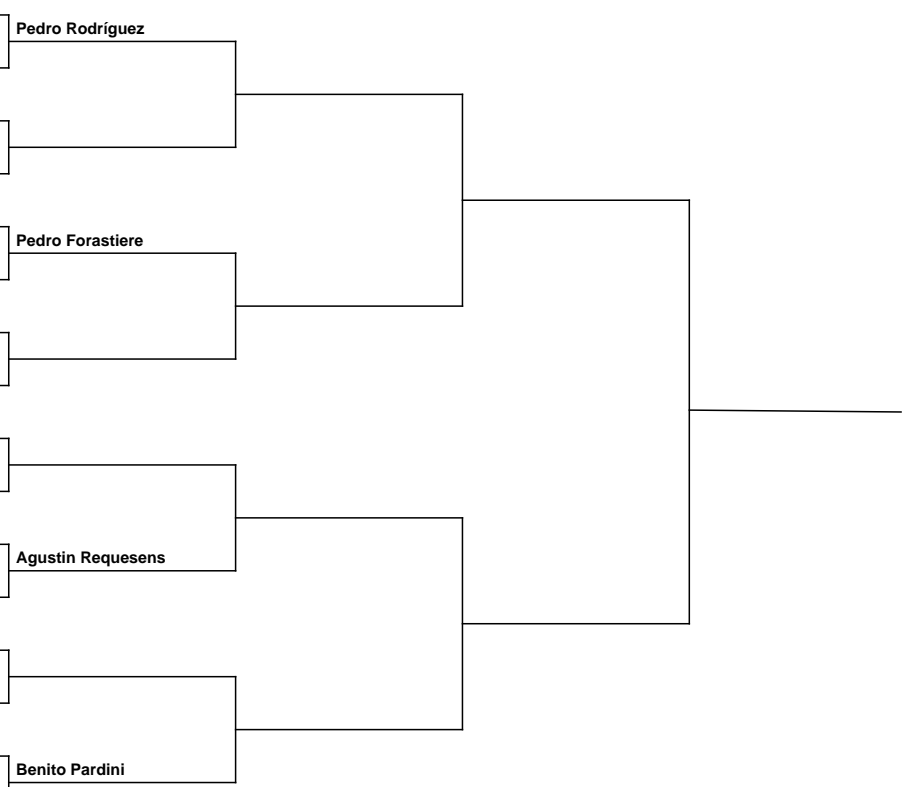 Pedro Rodríguez
Pedro Forastiere
Agustin Requesens
Benito Pardini